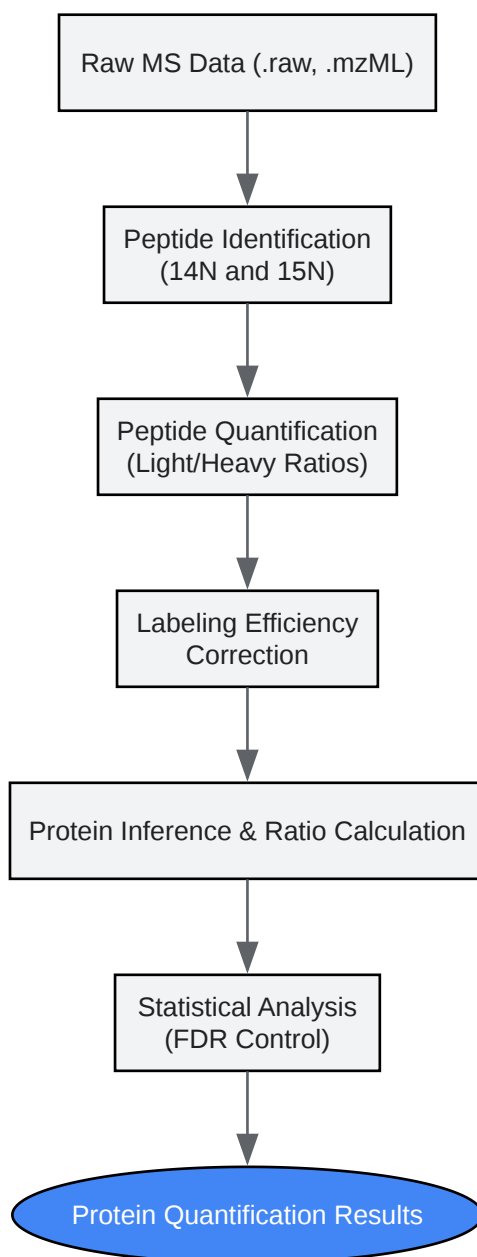 Raw MS Data (.raw, .mzML)
Peptide Identification
(14N and 15N)
Peptide Quantification
(Light/Heavy Ratios)
Labeling Efficiency
Correction
Protein Inference & Ratio Calculation
Statistical Analysis
(FDR Control)
Protein Quantification Results